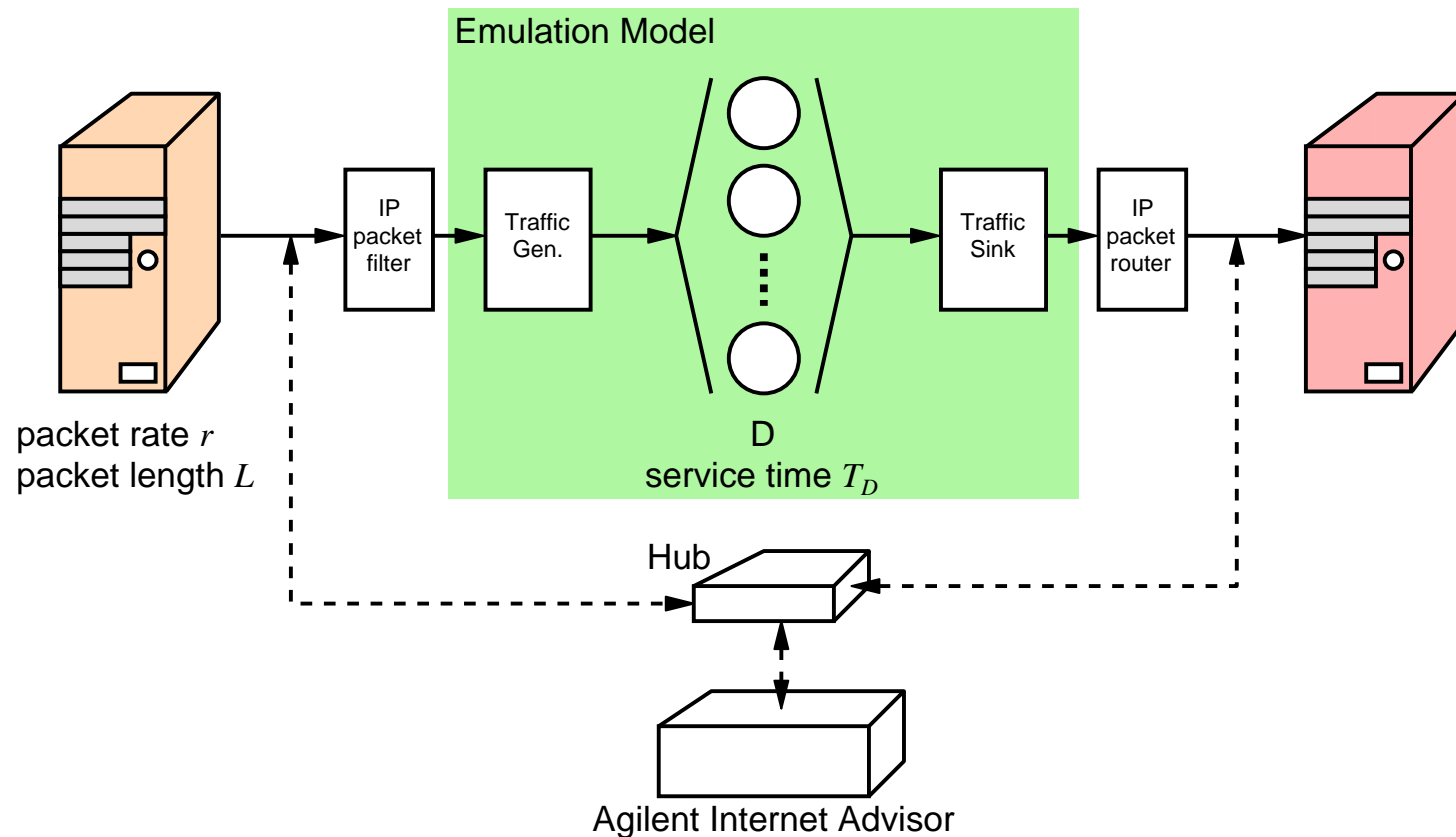 Emulation Model
IP
packet
filter
Traffic
Gen.
Traffic
Sink
IP
packet
router
packet rate r
packet length L
D
service time T_D
Hub
Agilent Internet Advisor